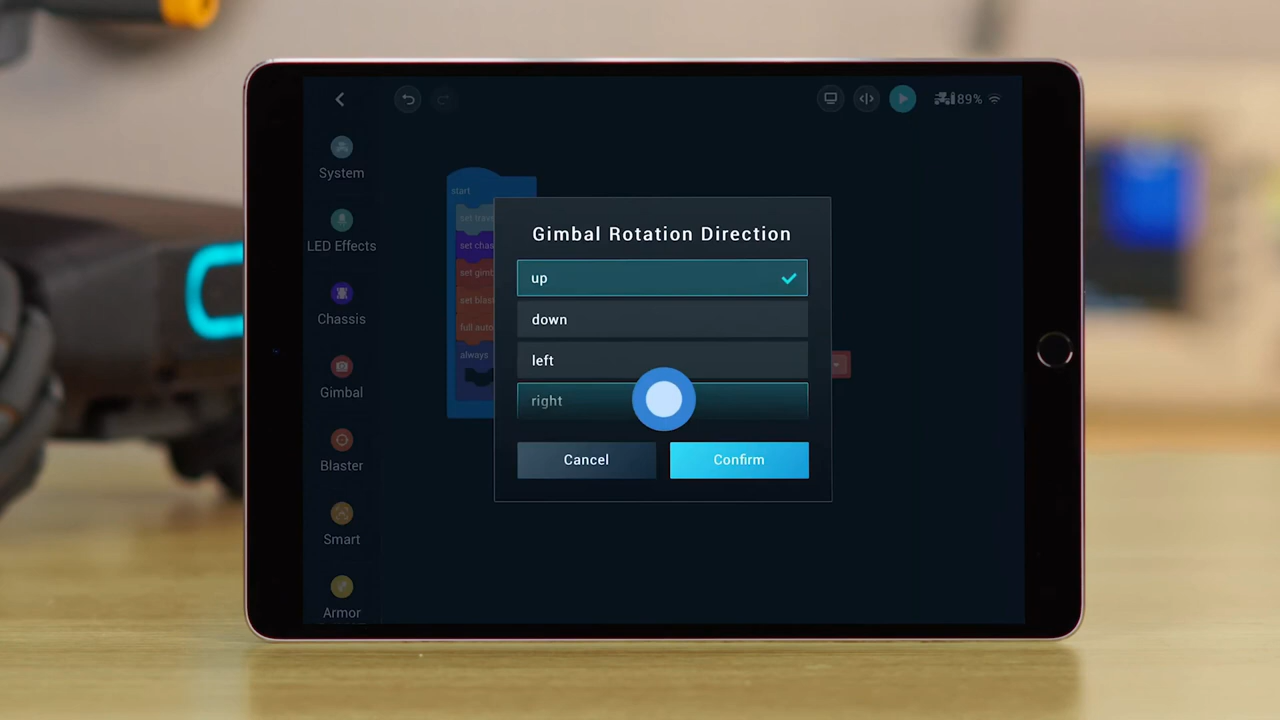 89%
System
LED Effects
Chassis
Gimbal
Blaster
Smart
Armor
start
always
Gimbal Rotation Direction
up
down
left
right
Cancel
Confirm